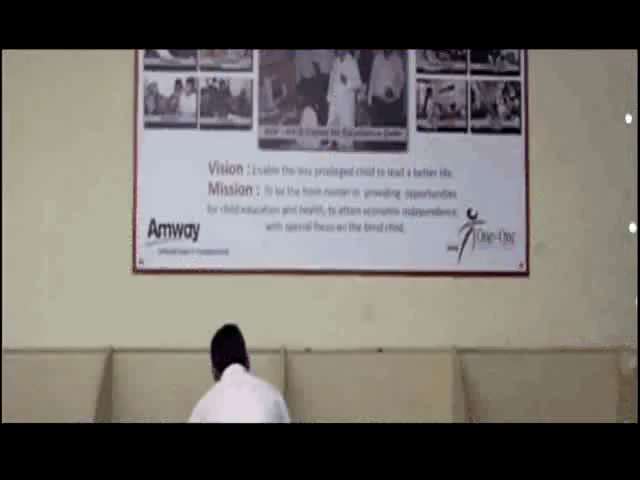 Vision : Enable the less privileged child to lead a better life.
Mission : To be the front runner in providing opportunities
for child education and health, to attain economic independence
with special focus on the blind child.
Amway
One-One